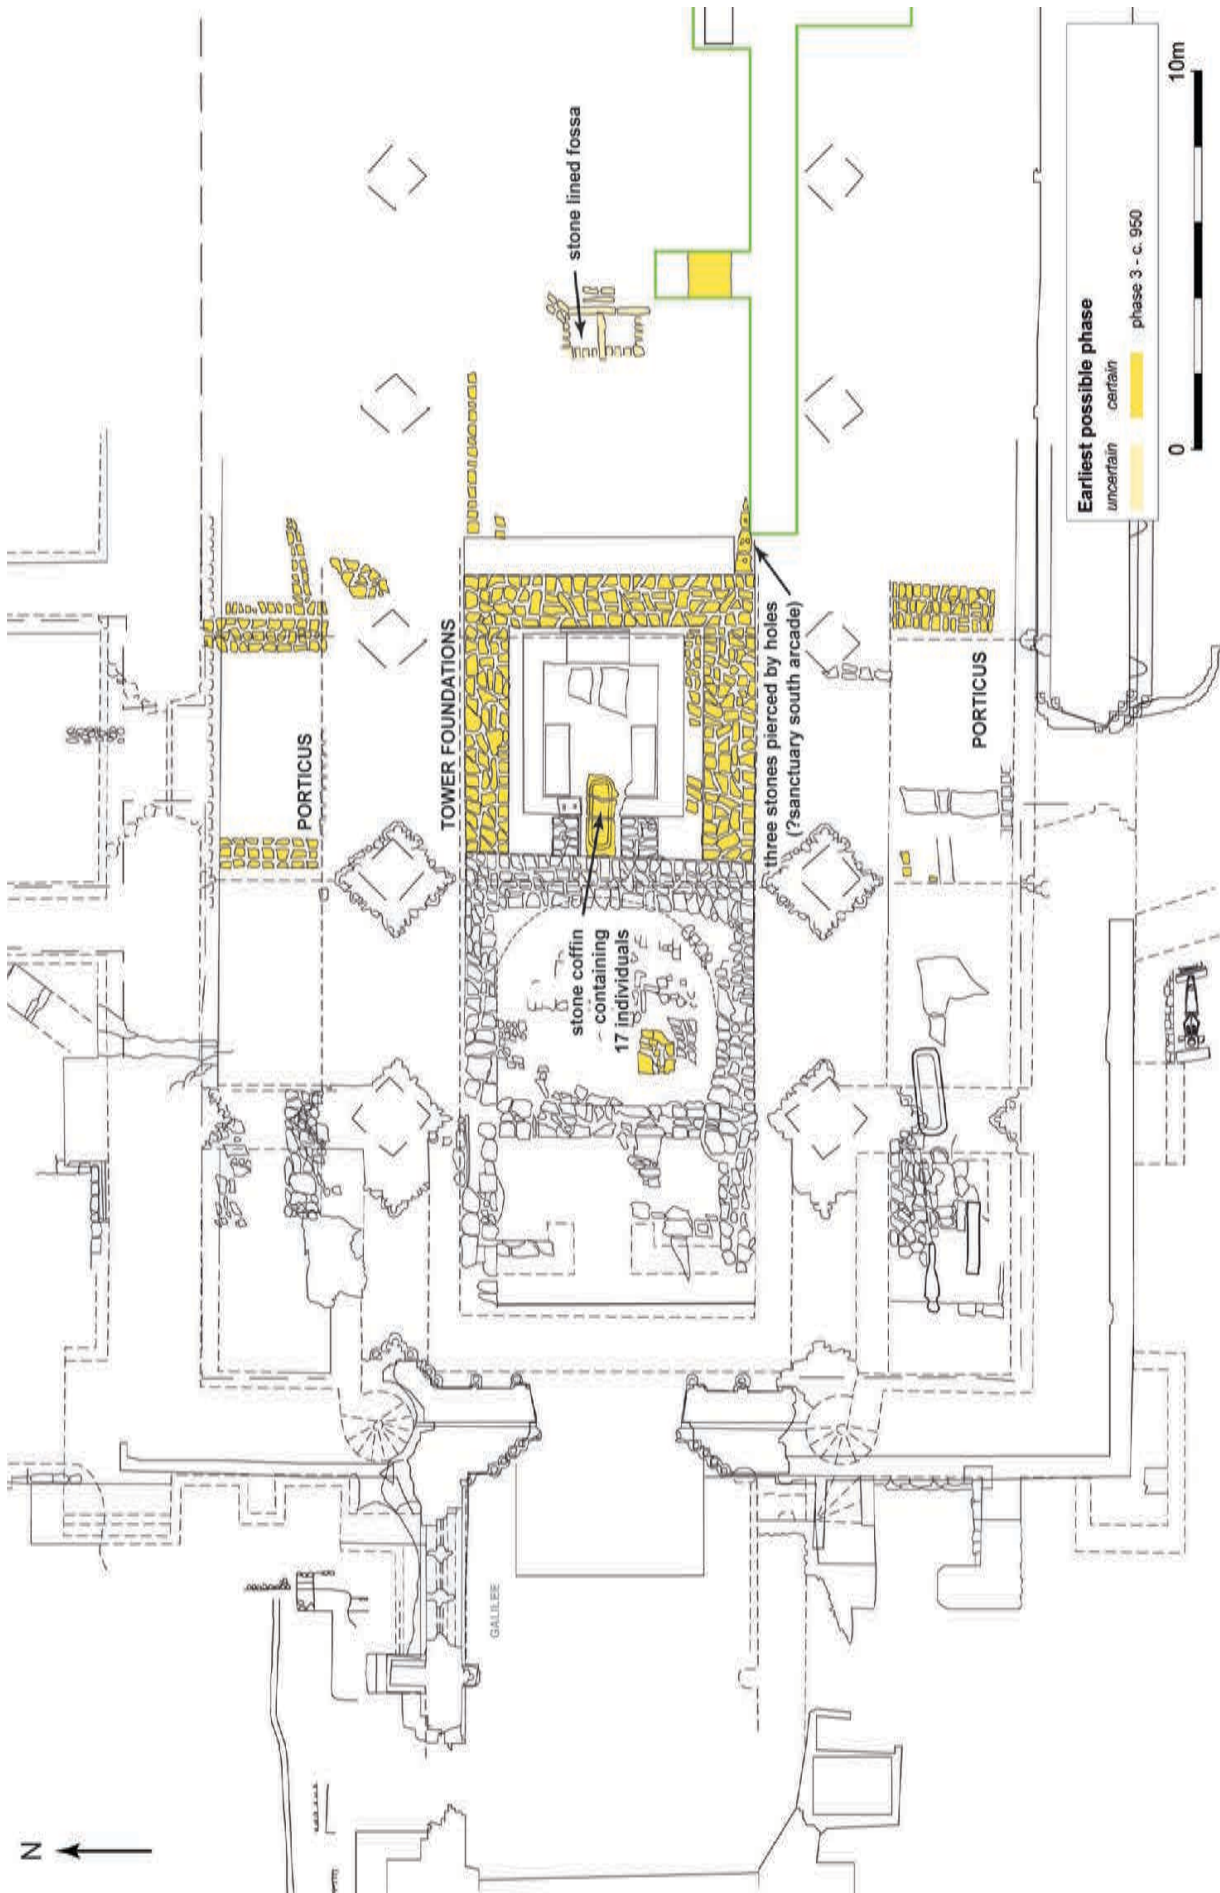 stone lined fossa
PORTICUS
TOWER FOUNDATIONS
three stones pierced by holes
(?sanctuary south arcade)
PORTICUS
stone coffin
containing
17 individuals
GALILEE
Earliest possible phase
uncertain certain
phase 3 - c. 950
0 10m
N